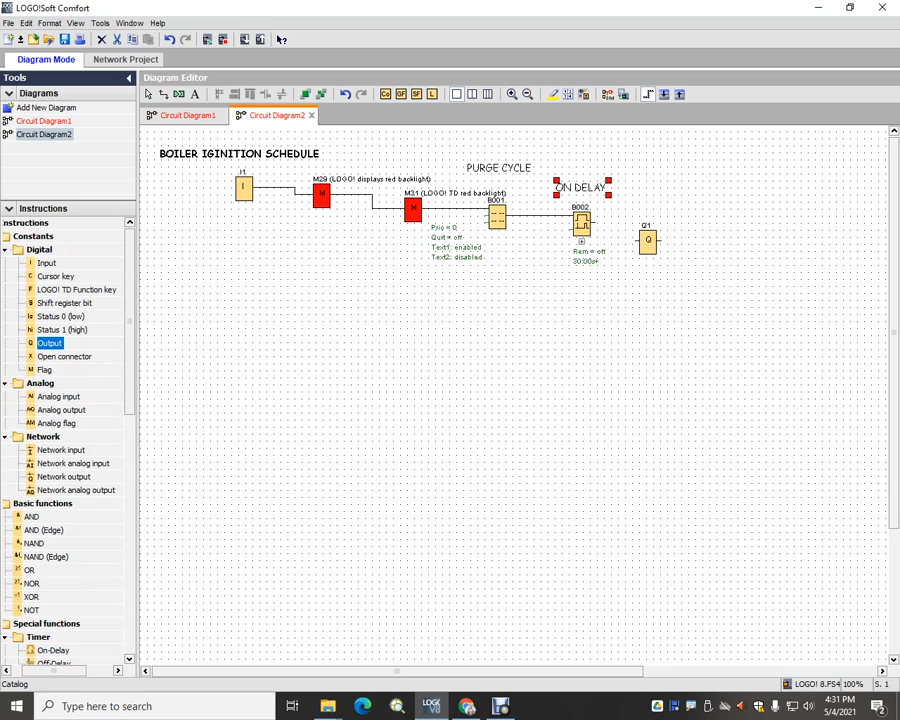 LOGO!Soft Comfort
File Edit Format View Tools Window Help
Diagram Mode Network Project
Tools
Diagram Editor
Diagrams
Add New Diagram
Circuit Diagram1
Circuit Diagram2
Circuit Diagram1 Circuit Diagram2
Co GF SF L
BOILER IGINITION SCHEDULE
PURGE CYCLE
ON DELAY
I1
I
M29 (LOGO! displays red backlight)
M
M31 (LOGO! TD red backlight)
M
B001
Prio = 0
Quit = off
Text1: enabled
Text2: disabled
B002
Rem = off
30:00s+
Q1
Q
Instructions
nstructions
Constants
Digital
Input
Cursor key
LOGO! TD Function key
Shift register bit
Status 0 (low)
Status 1 (high)
Output
Open connector
Flag
Analog
Analog input
Analog output
Analog flag
Network
Network input
Network analog input
Network output
Network analog output
Basic functions
AND
AND (Edge)
NAND
NAND (Edge)
OR
NOR
XOR
NOT
Special functions
Timer
On-Delay
Off-Delay
Catalog
LOGO! 8.FS4 100% S. 1
Type here to search
4:31 PM
5/4/2021